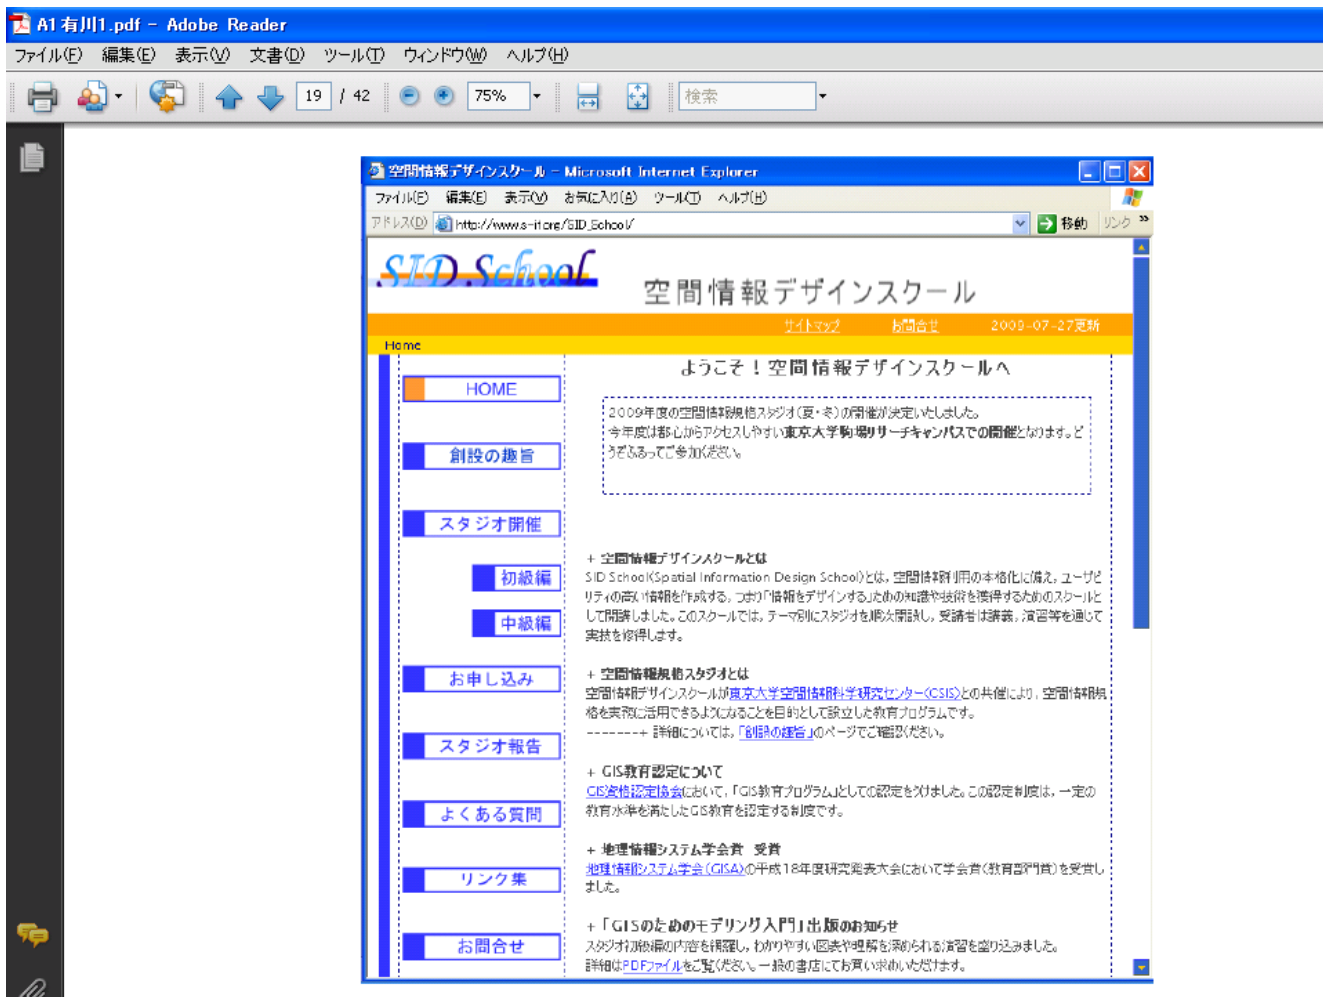 A1有川1.pdf - Adobe Reader
ファイル(F) 編集(E) 表示(V) 文書(D) ツール(T) ウィンドウ(W) ヘルプ(H)
19 / 42 75% 検索
空間情報デザインスクール - Microsoft Internet Explorer
ファイル(F) 編集(E) 表示(V) お気に入り(A) ツール(T) ヘルプ(H)
アドレス(D) http://www.s-it.org/SID_School/ 移動 リンク »
SID School 空間情報デザインスクール
サイトマップ お問合せ 2009-07-27更新
Home
ようこそ！空間情報デザインスクールへ
HOME
創設の趣旨
スタジオ開催
初級編
中級編
お申し込み
スタジオ報告
よくある質問
リンク集
お問合せ
2009年度の空間情報規格スタジオ(夏・冬)の開催が決定いたしました。
今年度は都心からアクセスしやすい東京大学駒場リサーチキャンパスでの開催となります。ど
うぞふるってご参加ください。
+ 空間情報デザインスクールとは
SID School(Spatial Information Design School)とは，空間情報利用の本格化に備え，ユーザビ
リティの高い情報を作成する，つまり「情報をデザインする」ための知識や技術を獲得するためのスクールと
して開講しました。このスクールでは，テーマ別にスタジオを順次開設し，受講者は講義，演習等を通じて
実技を修得します。
+ 空間情報規格スタジオとは
空間情報デザインスクールが東京大学空間情報科学研究センター(CSIS)との共催により，空間情報規
格を実務に活用できるようになることを目的として設立した教育プログラムです。
-------+ 詳細については，「創設の趣旨」のページでご確認ください。
+ GIS教育認定について
GIS資格認定協会において，「GIS教育プログラム」としての認定をうけました。この認定制度は，一定の
教育水準を満たしたGIS教育を認定する制度です。
+ 地理情報システム学会賞 受賞
地理情報システム学会(GISA)の平成18年度研究発表大会において学会賞(教育部門賞)を受賞し
ました。
+「GISのためのモデリング入門」出版のお知らせ
スタジオ初級編の内容を網羅し，わかりやすい図表や理解を深められる演習を盛り込みました。
詳細はPDFファイルをご覧ください。一般の書店にてお買い求めいただけます。